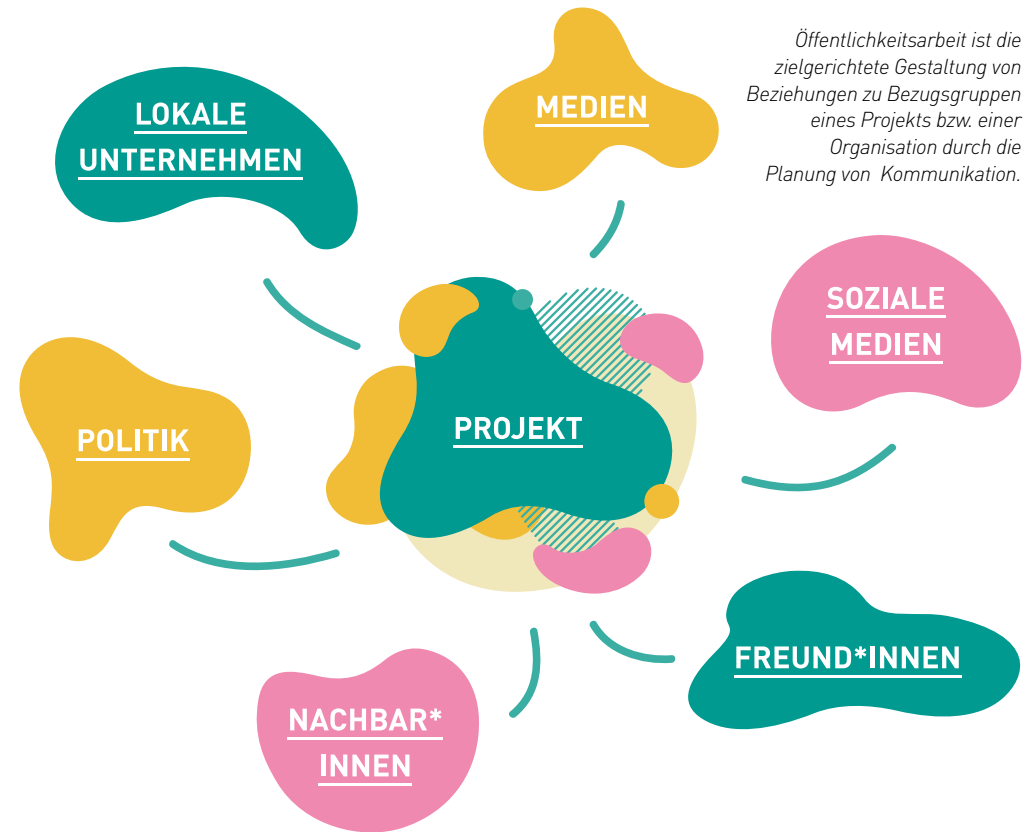 Öffentlichkeitsarbeit ist die
zielgerichtete Gestaltung von
Beziehungen zu Bezugsgruppen
eines Projekts bzw. einer
Organisation durch die
Planung von Kommunikation.
LOKALE
UNTERNEHMEN
MEDIEN
SOZIALE
MEDIEN
POLITIK
PROJEKT
FREUND*INNEN
NACHBAR*
INNEN